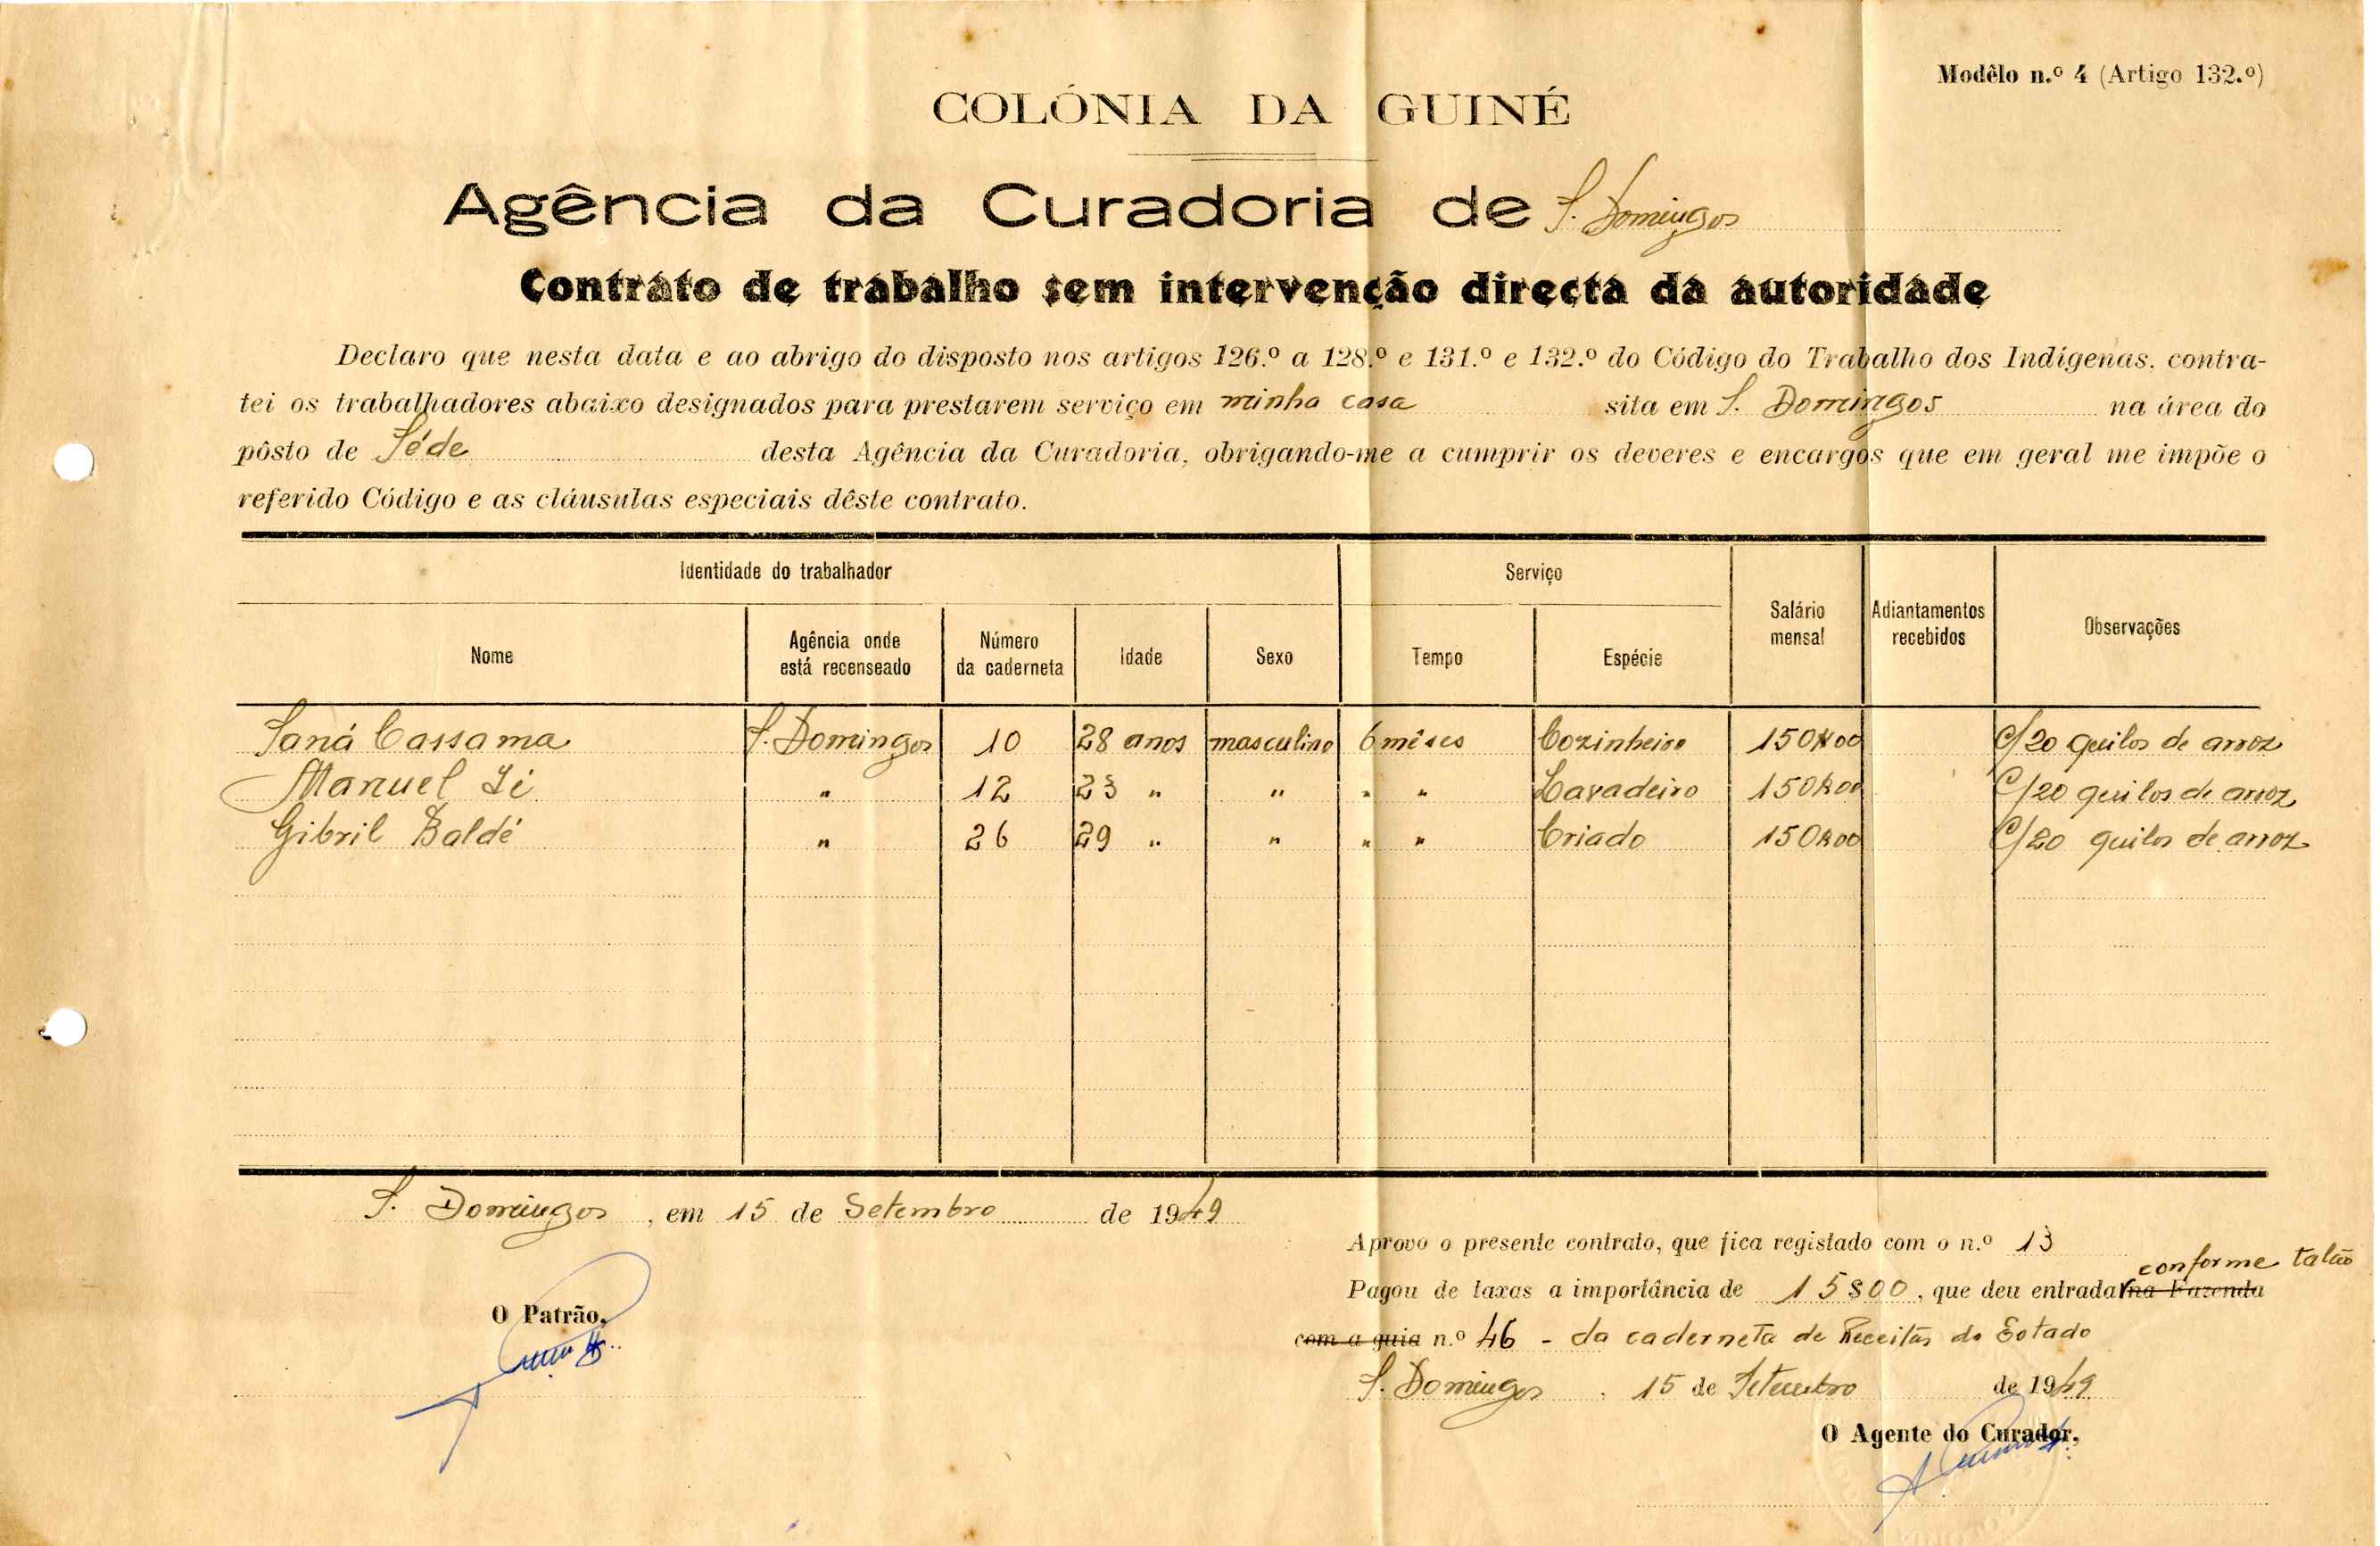 Modêlo n.º 4 (Artigo 132.º)
COLÓNIA DA GUINÉ
Agência da Curadoria de S. Domingos
Contrato de trabalho sem intervenção directa da autoridade
Declaro que nesta data e ao abrigo do disposto nos artigos 126.º a 128.º e 131.º e 132.º do Código do Trabalho dos Indígenas, contra-
tei os trabalhadores abaixo designados para prestarem serviço em minha casa sita em S. Domingos na área do
pôsto de Séde desta Agência da Curadoria, obrigando-me a cumprir os deveres e encargos que em geral me impõe o
referido Código e as cláusulas especiais dêste contrato.
Identidade do trabalhador Serviço Salário mensal Adiantamentos recebidos Observações
Nome Agência onde está recenseado Número da caderneta Idade Sexo Tempo Espécie
Saná Cassama S. Domingos 10 28 anos masculino 6 mêses Cozinheiro 150$00 C/20 quilos de arroz
Manuel Li " 12 23 " " " " Lavadeiro 150$00 C/20 quilos de arroz
Gibril Baldé " 26 29 " " " " Criado 150$00 C/20 quilos de arroz
S. Domingos, em 15 de Setembro de 1949
Aprovo o presente contrato, que fica registado com o n.º 13
conforme talão
Pagou de taxas a importância de 15$00, que deu entrada na Fazenda
com a guia n.º 46 - da caderneta de Receitas do Estado
S. Domingos, 15 de Setembro de 1949
O Patrão,
O Agente do Curador,